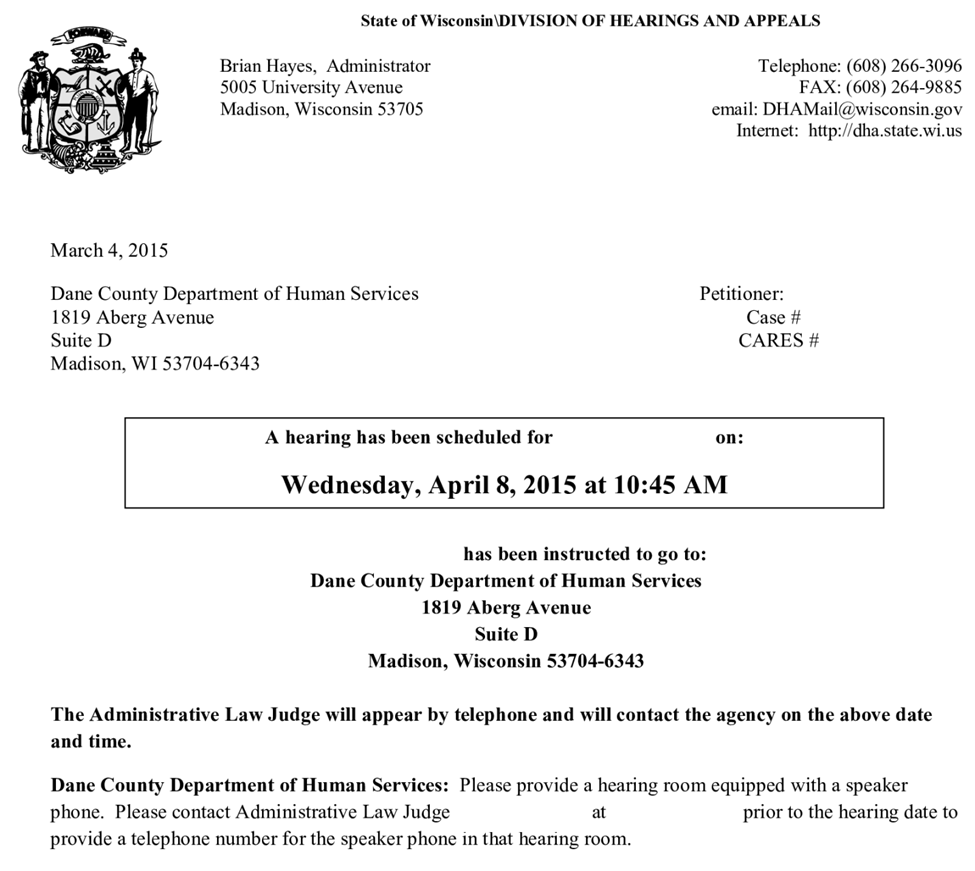 State of Wisconsin\DIVISION OF HEARINGS AND APPEALS
FORWARD
Brian Hayes, Administrator
5005 University Avenue
Madison, Wisconsin 53705
Telephone: (608) 266-3096
FAX: (608) 264-9885
email: DHAMail@wisconsin.gov
Internet: http://dha.state.wi.us
March 4, 2015
Dane County Department of Human Services
1819 Aberg Avenue
Suite D
Madison, WI 53704-6343
Petitioner:
Case #
CARES #
A hearing has been scheduled for on:
Wednesday, April 8, 2015 at 10:45 AM
has been instructed to go to:
Dane County Department of Human Services
1819 Aberg Avenue
Suite D
Madison, Wisconsin 53704-6343
The Administrative Law Judge will appear by telephone and will contact the agency on the above date
and time.
Dane County Department of Human Services: Please provide a hearing room equipped with a speaker
phone. Please contact Administrative Law Judge at prior to the hearing date to
provide a telephone number for the speaker phone in that hearing room.